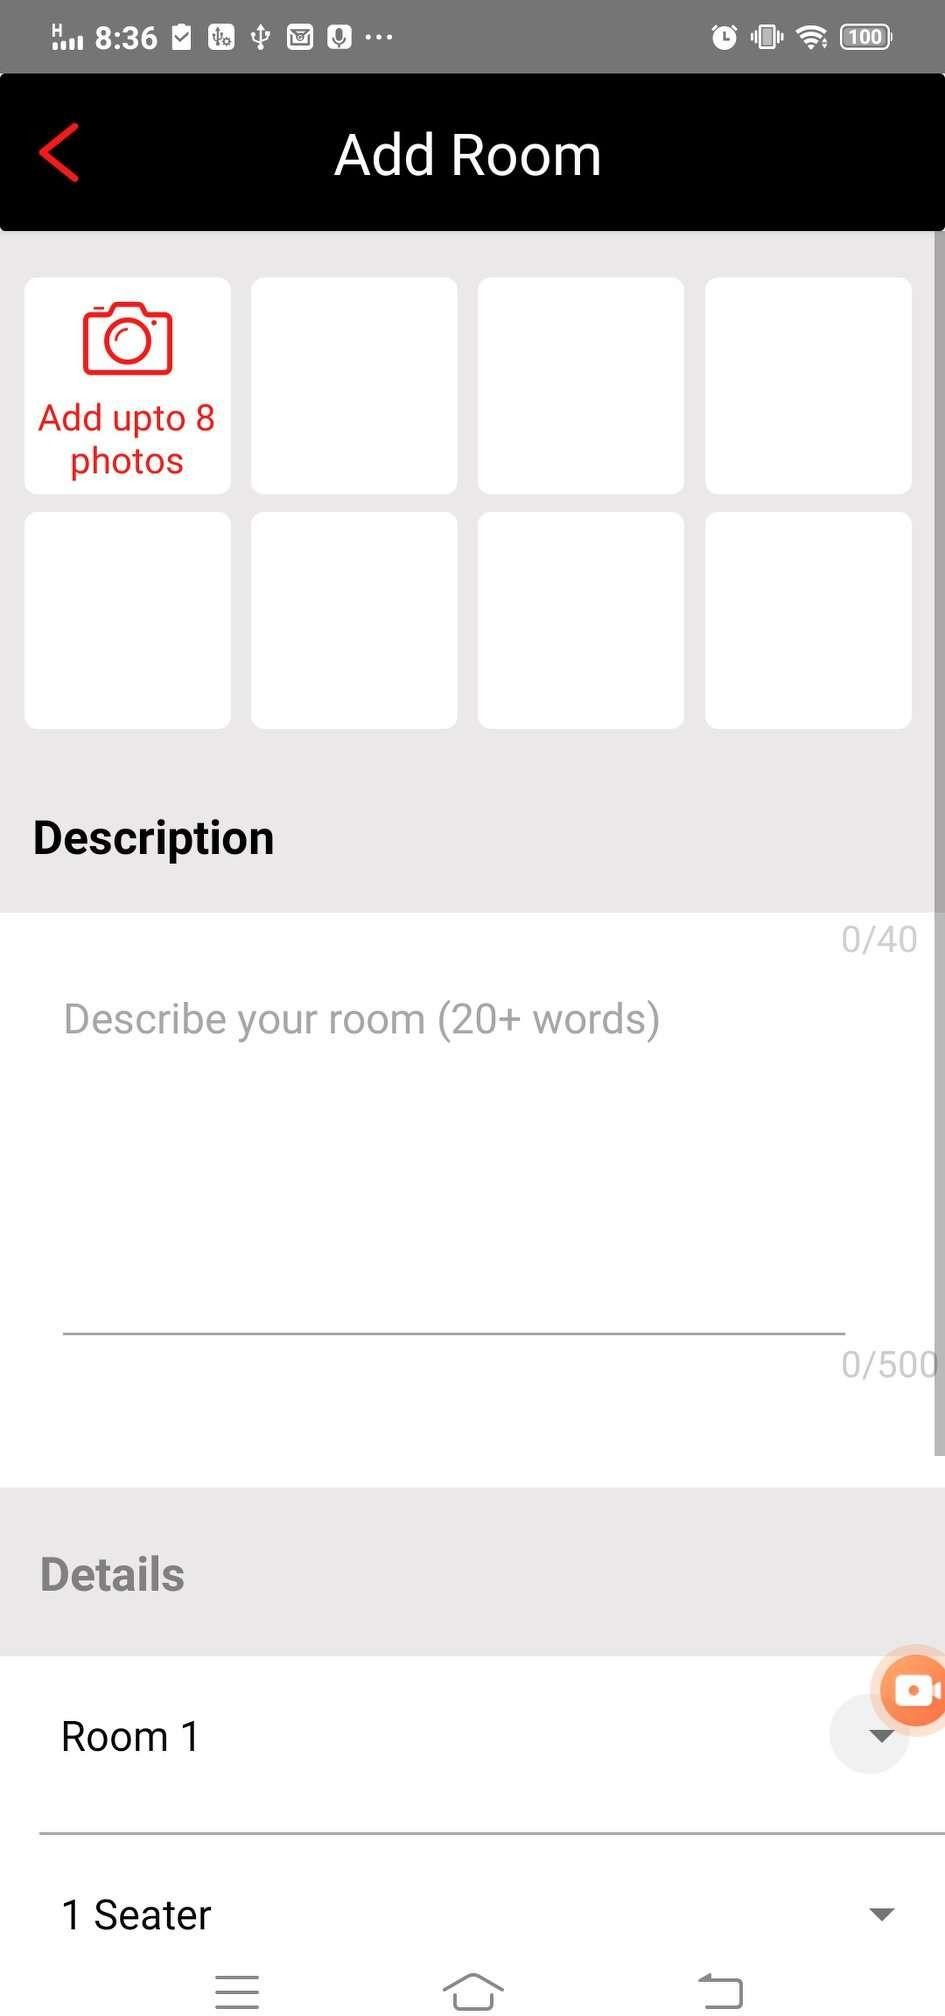 H 8:36 ... 100
Add Room
Add upto 8
photos
Description
0/40
Describe your room (20+ words)
0/500
Details
Room 1
1 Seater